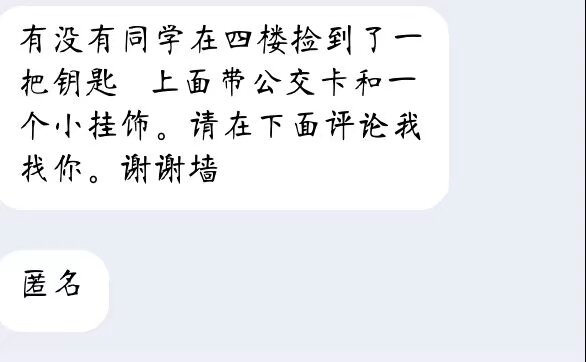 有没有同学在四楼捡到了一
把钥匙 上面带公交卡和一
个小挂饰。请在下面评论我
找你。谢谢墙
匿名